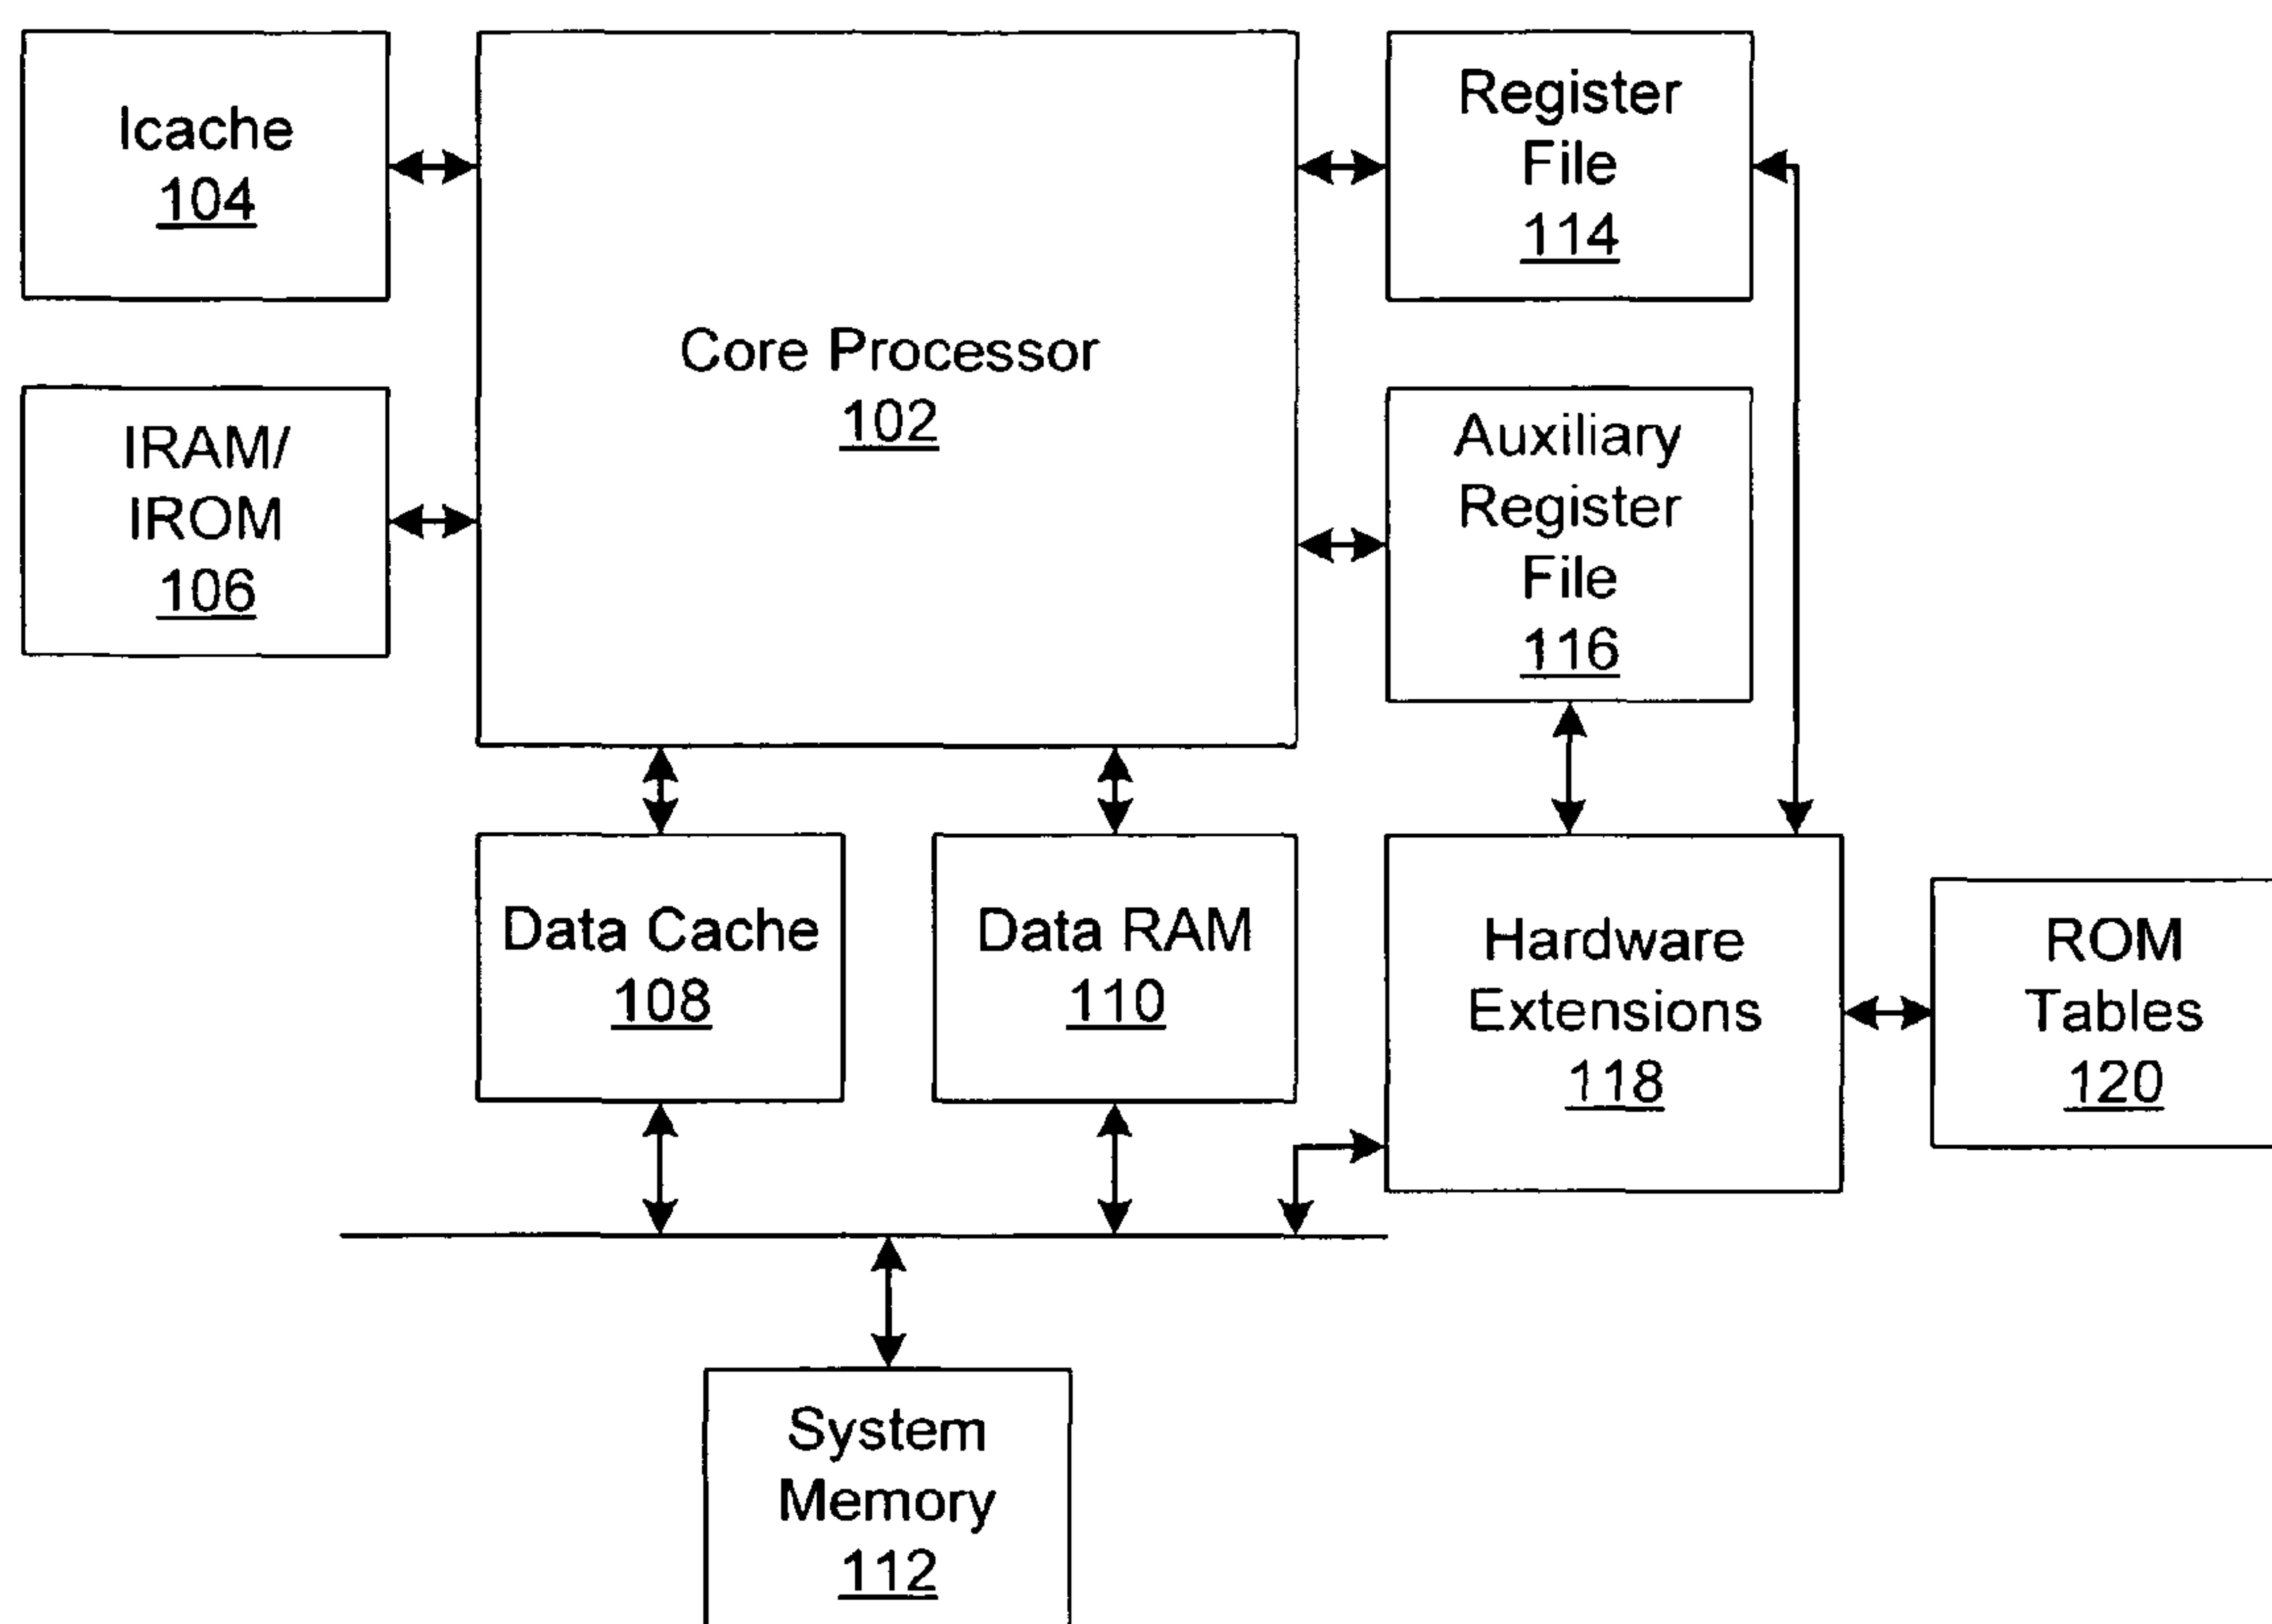 Icache
104
Core Processor
102
Register
File
114
IRAM/
IROM
106
Auxiliary
Register
File
116
Data Cache
108
Data RAM
110
Hardware
Extensions
118
ROM
Tables
120
System
Memory
112